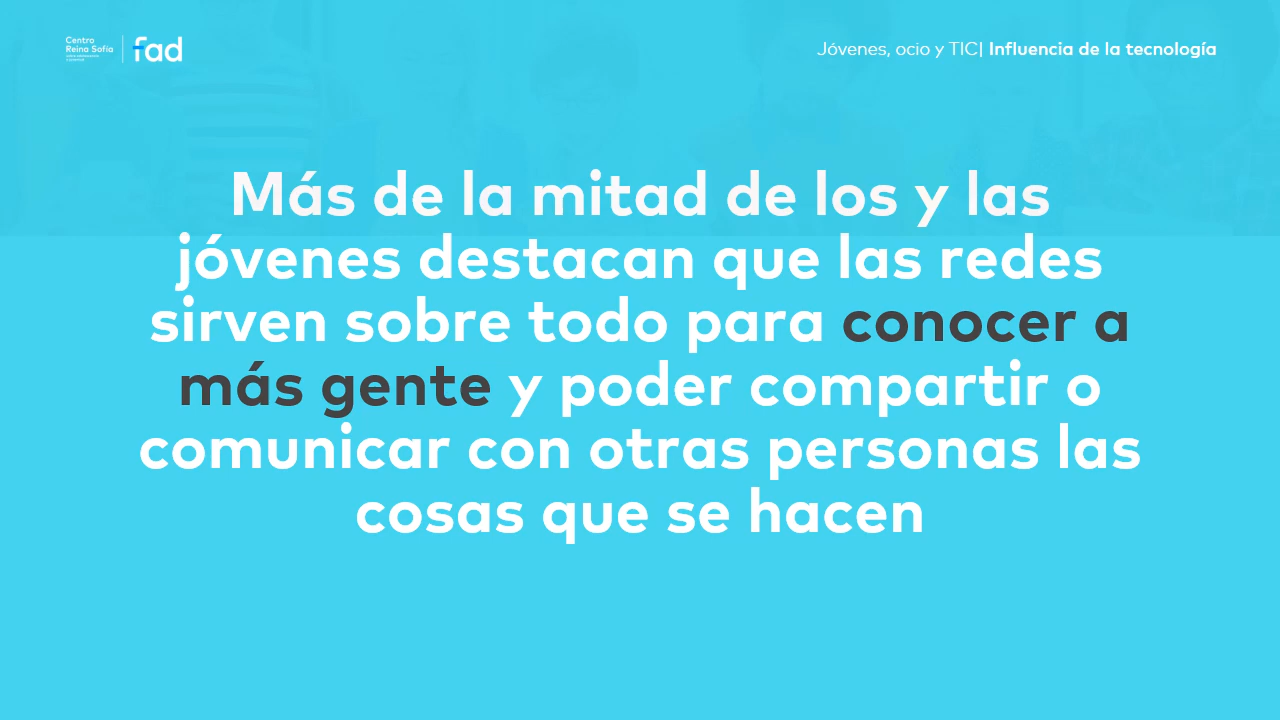 Centro
Reina Sofía
fad
Jóvenes, ocio y TIC| Influencia de la tecnología
Más de la mitad de los y las
jóvenes destacan que las redes
sirven sobre todo para conocer a
más gente y poder compartir o
comunicar con otras personas las
cosas que se hacen